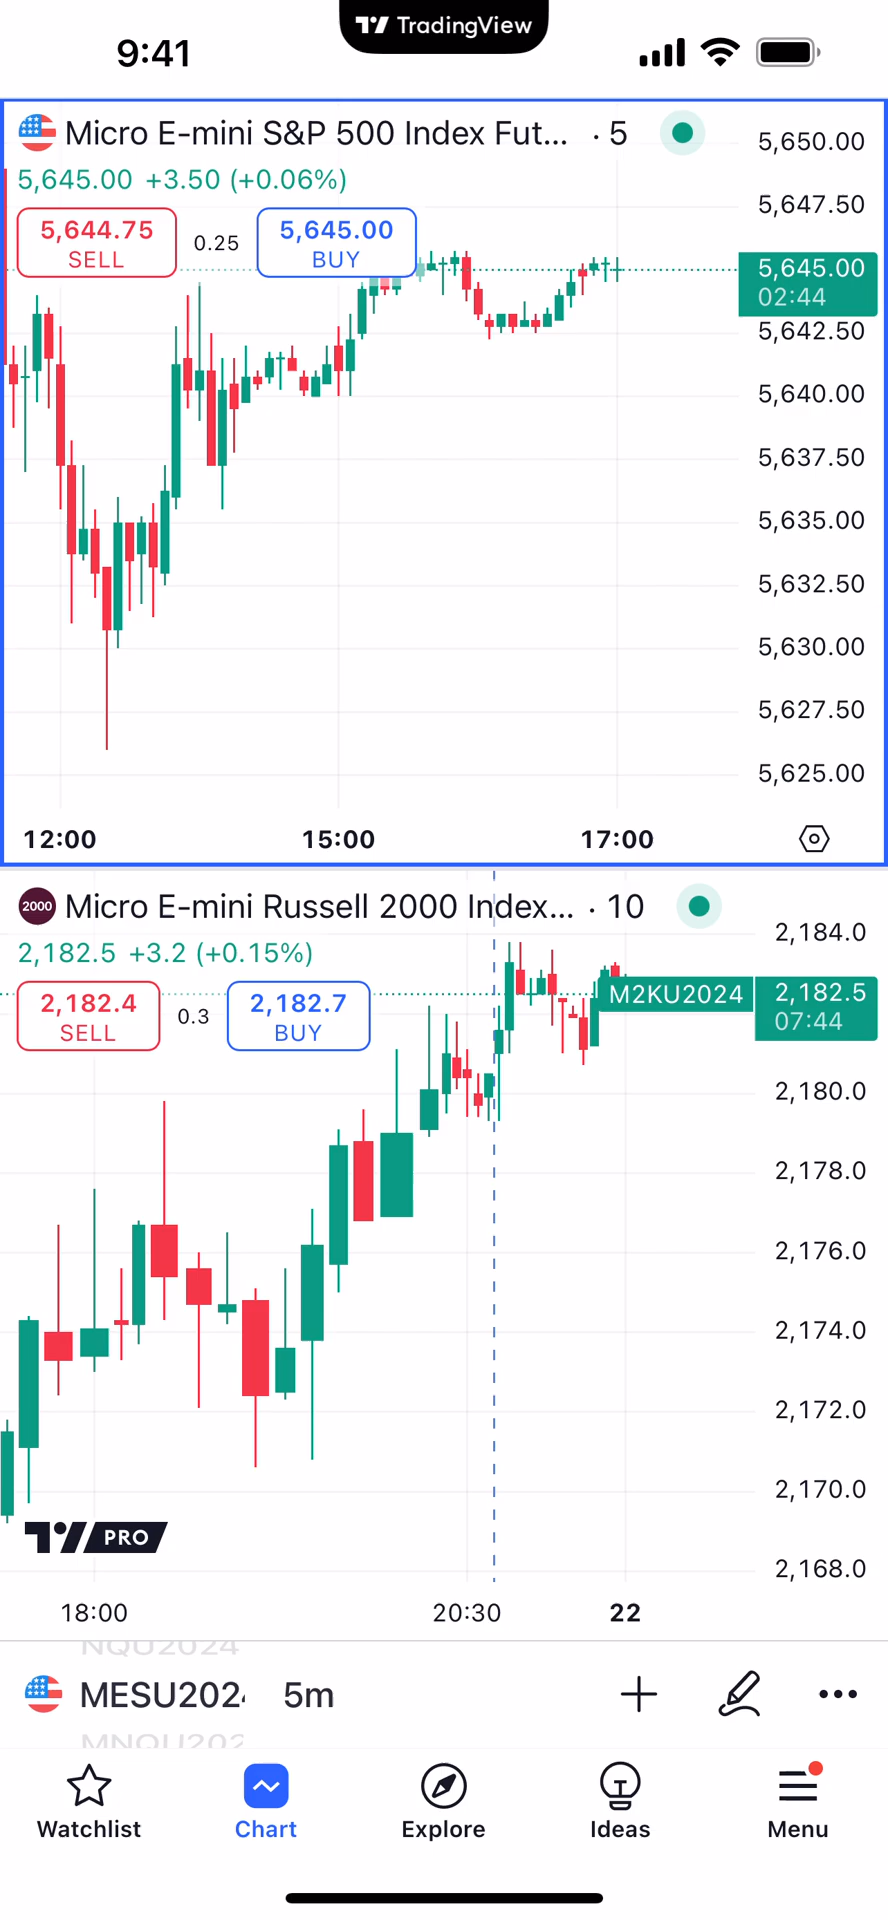 TradingView
9:41
Micro E-mini S&P 500 Index Fut... · 5
5,645.00 +3.50 (+0.06%)
5,644.75
SELL
0.25
5,645.00
BUY
5,650.00
5,647.50
5,645.00
02:44
5,642.50
5,640.00
5,637.50
5,635.00
5,632.50
5,630.00
5,627.50
5,625.00
12:00 15:00 17:00
2000 Micro E-mini Russell 2000 Index... · 10
2,182.5 +3.2 (+0.15%)
2,182.4
SELL
0.3
2,182.7
BUY
2,184.0
M2KU2024 2,182.5
07:44
2,180.0
2,178.0
2,176.0
2,174.0
2,172.0
2,170.0
2,168.0
PRO
18:00 20:30 22
NQU2024
MESU202 5m
MNQU202
Watchlist Chart Explore Ideas Menu